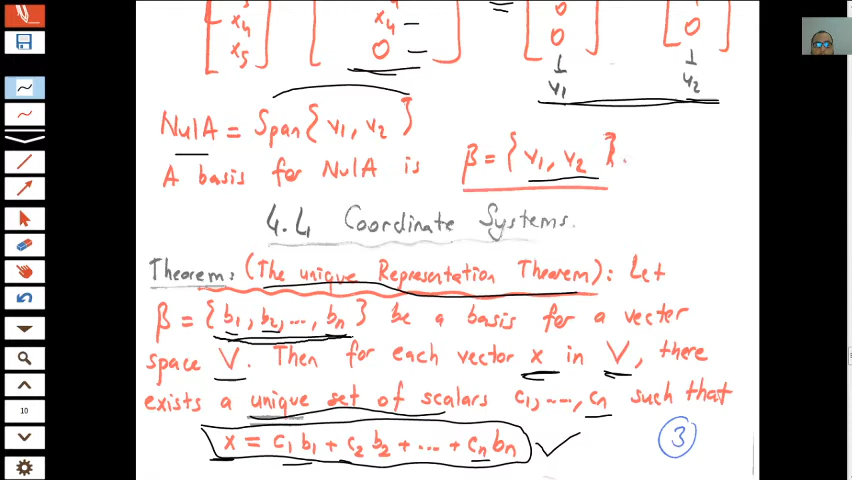 x4 x4 0 0
x5 0 0
v1 v2
NulA = Span{ v1, v2 }
A basis for NulA is β = { v1, v2 }.
4.4 Coordinate Systems.
Theorem: (The unique Representation Theorem): Let
β = { b1, b2, ..., bn } be a basis for a vector
space V. Then for each vector x in V, there
exists a unique set of scalars c1, ...., cn such that
x = c1 b1 + c2 b2 + ... + cn bn
3
10